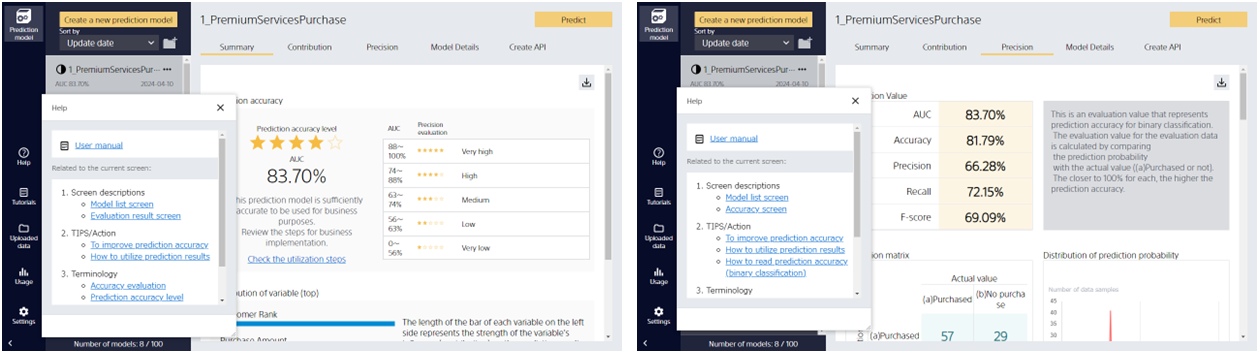 Prediction model
Create a new prediction model
Sort by
Update date
1_PremiumServicesPur··· •••
AUC 83.70%
2024-04-10
1_PremiumServicesPurchase
Predict
Summary
Contribution
Precision
Model Details
Create API
Help
User manual
Related to the current screen:
1. Screen descriptions
Model list screen
Evaluation result screen
2. TIPS/Action
To improve prediction accuracy
How to utilize prediction results
3. Terminology
Accuracy evaluation
Prediction accuracy level
Help
Tutorials
Uploaded data
Usage
Settings
Number of models: 8 / 100
ion accuracy
Prediction accuracy level
AUC
83.70%
his prediction model is sufficiently
accurate to be used for business
purposes.
Review the steps for business
implementation.
Check the utilization steps
AUC
Precision evaluation
88~ 100%
Very high
74~ 88%
High
63~ 74%
Medium
56~ 63%
Low
0~ 56%
Very low
bution of variable (top)
omer Rank
Purchase Amount
The length of the bar of each variable on the left
side represents the strength of the variable's
Prediction model
Create a new prediction model
Sort by
Update date
1_PremiumServicesPur··· •••
AUC 83.70%
2024-04-10
1_PremiumServicesPurchase
Predict
Summary
Contribution
Precision
Model Details
Create API
Help
User manual
Related to the current screen:
1. Screen descriptions
Model list screen
Accuracy screen
2. TIPS/Action
To improve prediction accuracy
How to utilize prediction results
How to read prediction accuracy
(binary classification)
3. Terminology
Help
Tutorials
Uploaded data
Usage
Settings
Number of models: 8 / 100
ion Value
AUC 83.70%
Accuracy 81.79%
Precision 66.28%
Recall 72.15%
F-score 69.09%
This is an evaluation value that represents
prediction accuracy for binary classification.
The evaluation value for the evaluation data
is calculated by comparing
the prediction probability
with the actual value ((a)Purchased or not).
The closer to 100% for each, the higher the
prediction accuracy.
ion matrix
Actual value
(a)Purchased
(b)No purcha
se
(a)Purchased
57
29
Distribution of prediction probability
Number of data samples
45
40
35
30